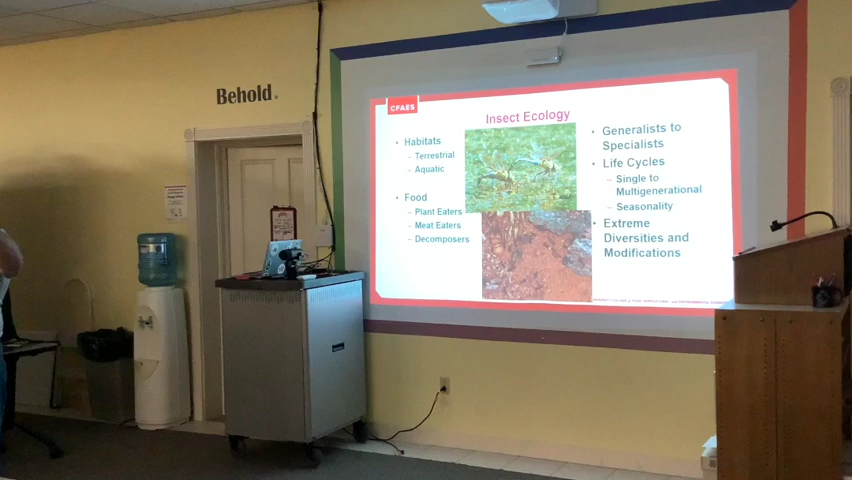 Behold.
CFAES
Insect Ecology
• Habitats
– Terrestrial
– Aquatic
• Food
– Plant Eaters
– Meat Eaters
– Decomposers
• Generalists to
Specialists
• Life Cycles
– Single to
Multigenerational
– Seasonality
• Extreme
Diversities and
Modifications